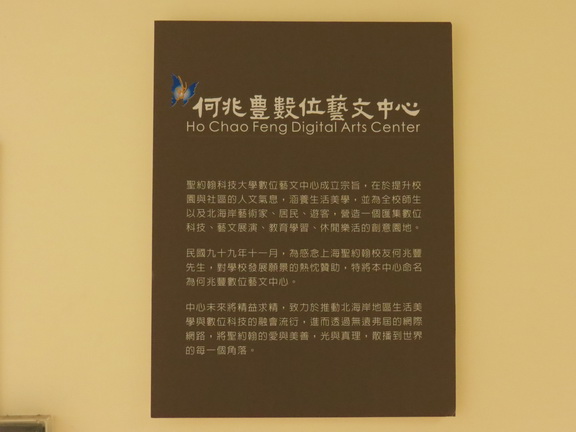 何兆豐數位藝文中心
Ho Chao Feng Digital Arts Center
聖約翰科技大學數位藝文中心成立宗旨，在於提升校
園與社區的人文氣息，涵養生活美學，並為全校師生
以及北海岸藝術家、居民、遊客，營造一個匯集數位
科技、藝文展演、教育學習、休閒樂活的創意園地。
民國九十九年十一月，為感念上海聖約翰校友何兆豐
先生，對學校發展願景的熱忱贊助，特將本中心命名
為何兆豐數位藝文中心。
中心未來將精益求精，致力於推動北海岸地區生活美
學與數位科技的融會流行，進而透過無遠弗屆的網際
網路，將聖約翰的愛與美善，光與真理，散播到世界
的每一個角落。